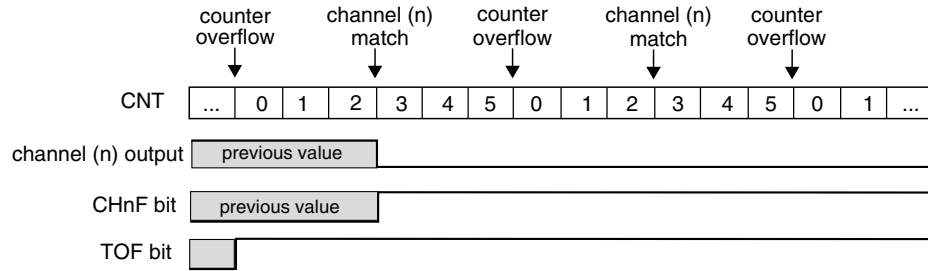 counter overflow
channel (n) match
counter overflow
channel (n) match
counter overflow
CNT ... 0 1 2 3 4 5 0 1 2 3 4 5 0 1 ...
channel (n) output previous value
CHnF bit previous value
TOF bit